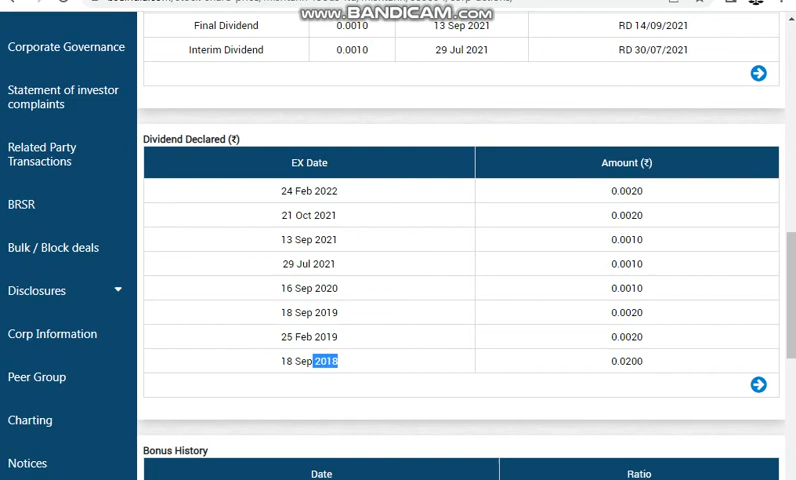 www.BANDICAM.com
Final Dividend 0.0010 13 Sep 2021 RD 14/09/2021
Interim Dividend 0.0010 29 Jul 2021 RD 30/07/2021
Corporate Governance
Statement of investor
complaints
Related Party
Transactions
BRSR
Bulk / Block deals
Disclosures
Corp Information
Peer Group
Charting
Notices
Dividend Declared (₹)
EX Date Amount (₹)
24 Feb 2022 0.0020
21 Oct 2021 0.0020
13 Sep 2021 0.0010
29 Jul 2021 0.0010
16 Sep 2020 0.0010
18 Sep 2019 0.0020
25 Feb 2019 0.0020
18 Sep 2018 0.0200
Bonus History
Date Ratio